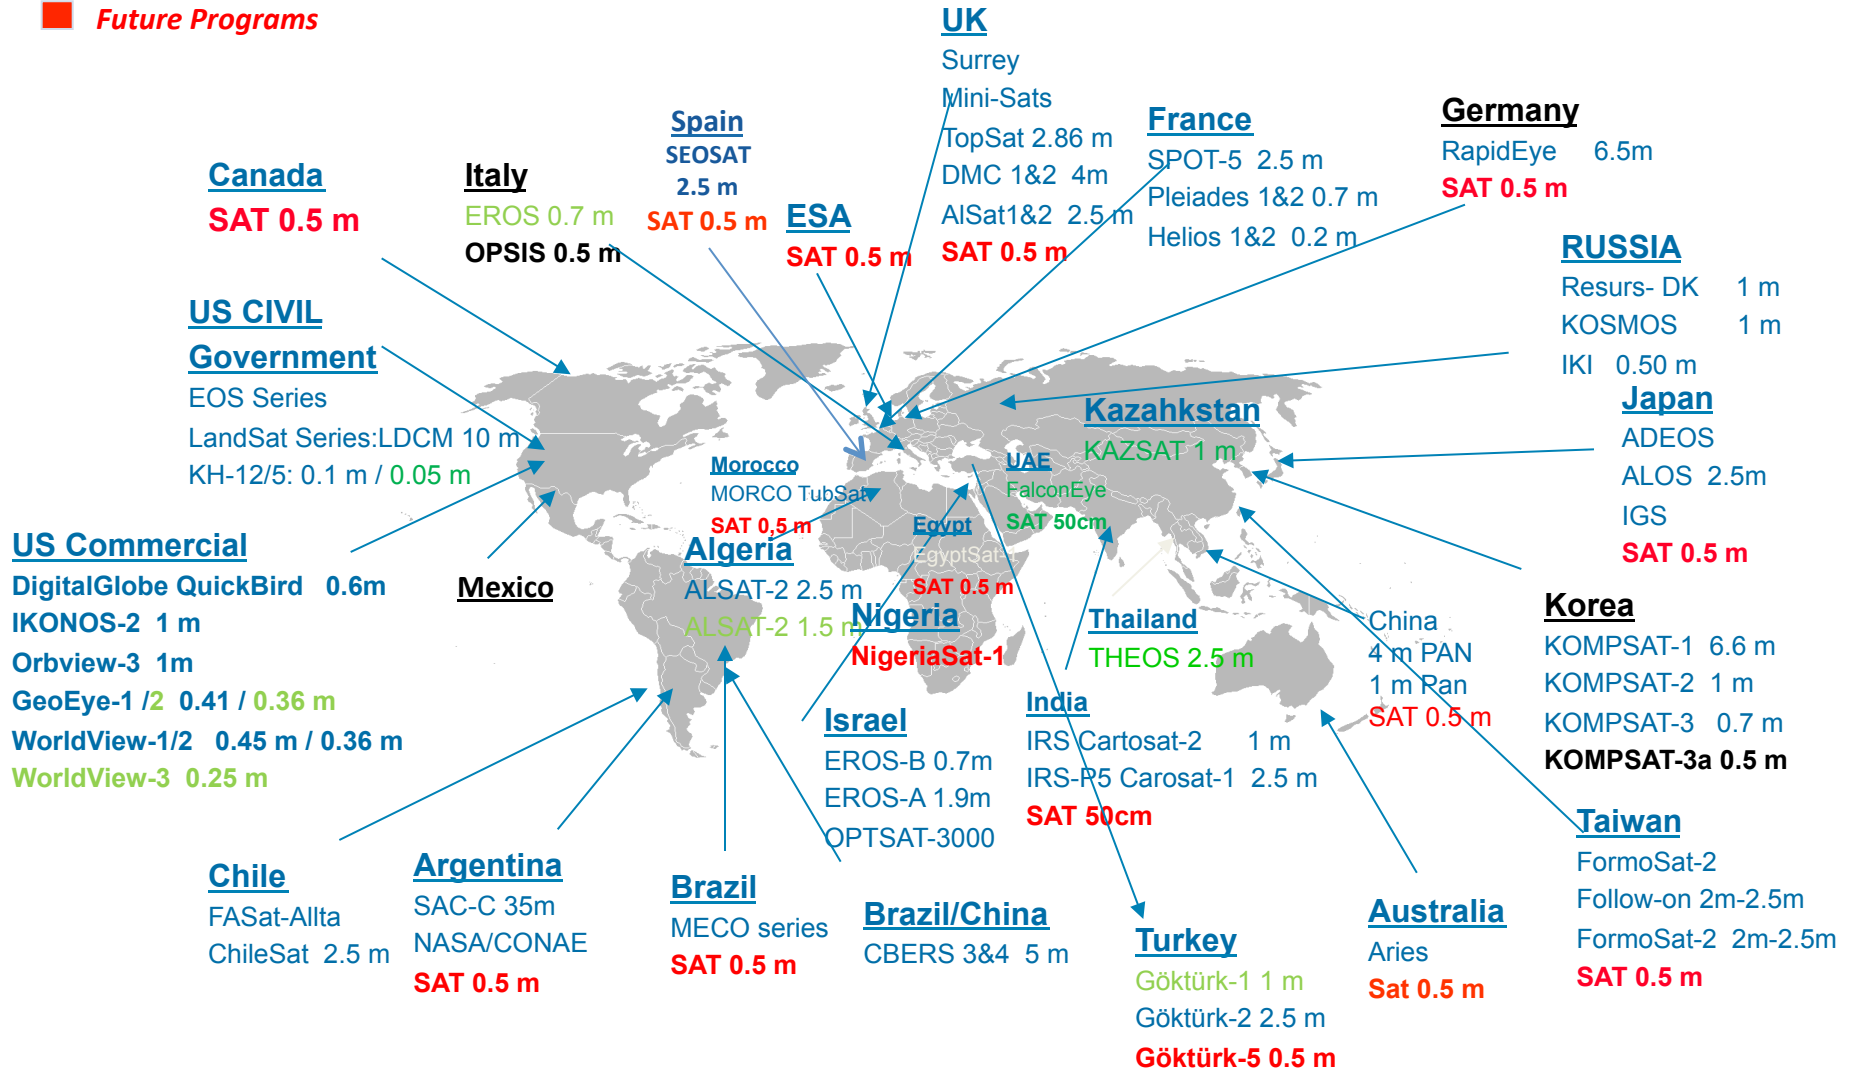 Future Programs
UK
Surrey
Mini-Sats
TopSat 2.86 m
DMC 1&2 4m
AlSat1&2 2.5 m
SAT 0.5 m
Spain
SEOSAT
2.5 m
SAT 0.5 m
France
SPOT-5 2.5 m
Pleiades 1&2 0.7 m
Helios 1&2 0.2 m
Germany
RapidEye 6.5m
SAT 0.5 m
Canada
SAT 0.5 m
Italy
EROS 0.7 m
OPSIS 0.5 m
ESA
SAT 0.5 m
RUSSIA
Resurs- DK 1 m
KOSMOS 1 m
IKI 0.50 m
US CIVIL
Government
EOS Series
LandSat Series:LDCM 10 m
KH-12/5: 0.1 m / 0.05 m
Japan
ADEOS
ALOS 2.5m
IGS
SAT 0.5 m
Kazahkstan
KAZSAT 1 m
Morocco
MORCO TubSat
SAT 0,5 m
UAE
FalconEye
SAT 50cm
Egypt
EgyptSat-1
SAT 0.5 m
Algeria
ALSAT-2 2.5 m
ALSAT-2 1.5 m
Nigeria
NigeriaSat-1
US Commercial
DigitalGlobe QuickBird 0.6m
IKONOS-2 1 m
Orbview-3 1m
GeoEye-1 /2 0.41 / 0.36 m
WorldView-1/2 0.45 m / 0.36 m
WorldView-3 0.25 m
Mexico
Thailand
THEOS 2.5 m
China
4 m PAN
1 m Pan
SAT 0.5 m
Korea
KOMPSAT-1 6.6 m
KOMPSAT-2 1 m
KOMPSAT-3 0.7 m
KOMPSAT-3a 0.5 m
Israel
EROS-B 0.7m
EROS-A 1.9m
OPTSAT-3000
India
IRS Cartosat-2 1 m
IRS-P5 Carosat-1 2.5 m
SAT 50cm
Chile
FASat-Allta
ChileSat 2.5 m
Argentina
SAC-C 35m
NASA/CONAE
SAT 0.5 m
Brazil
MECO series
SAT 0.5 m
Brazil/China
CBERS 3&4 5 m
Turkey
Göktürk-1 1 m
Göktürk-2 2.5 m
Göktürk-5 0.5 m
Australia
Aries
Sat 0.5 m
Taiwan
FormoSat-2
Follow-on 2m-2.5m
FormoSat-2 2m-2.5m
SAT 0.5 m